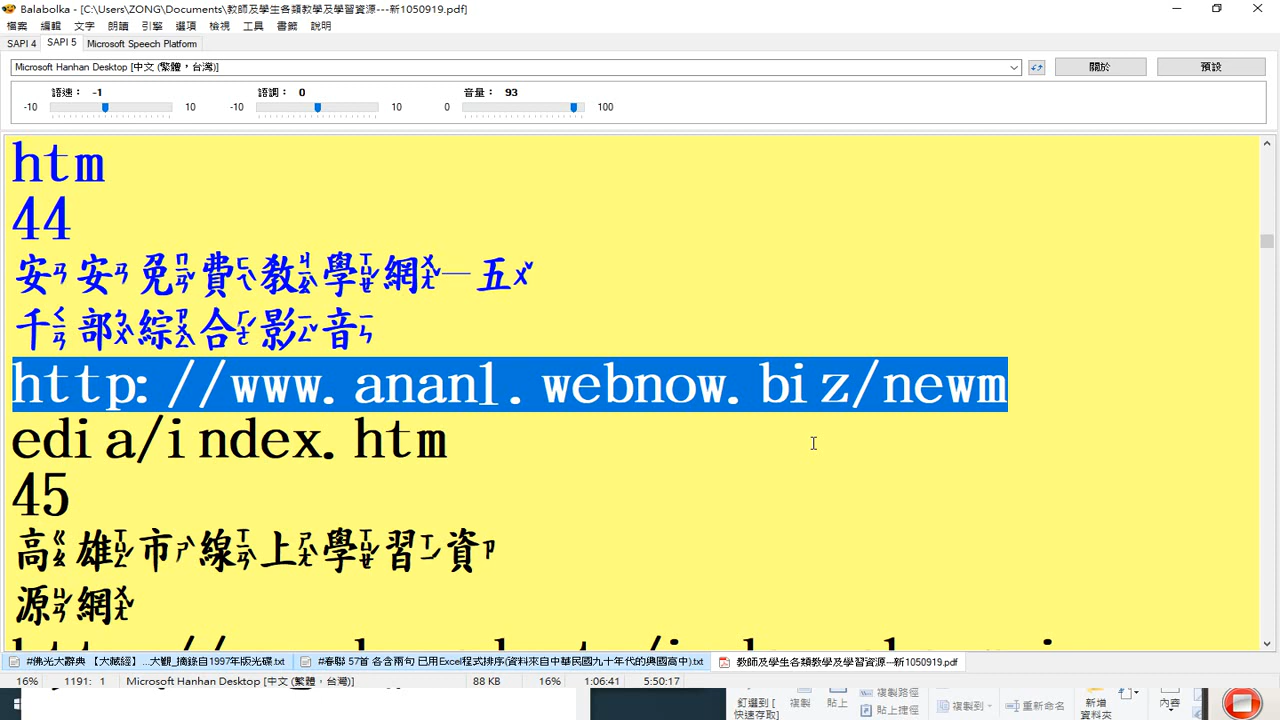 Balabolka - [C:\Users\ZONG\Documents\教師及學生各類教學及學習資源---新1050919.pdf]
檔案 編輯 文字 朗讀 引擎 選項 檢視 工具 書籤 說明
SAPI 4 SAPI 5 Microsoft Speech Platform
Microsoft Hanhan Desktop [中文 (繁體，台灣)] 關於 預設
語速： -1 語調： 0 音量： 93
-10 10 -10 10 0 100
htm
44
安安免費教學網—五
千部綜合影音
http://www.anan1.webnow.biz/newm
edia/index.htm
45
高雄市線上學習資
源網
#佛光大辭典 【大藏經】...大觀_摘錄自1997年版光碟.txt #春聯 57首 各含兩句 已用Excel程式排序(資料來自中華民國九十年代的典國高中).txt 教師及學生各類教學及學習資源---新1050919.pdf
16% 1191: 1 Microsoft Hanhan Desktop [中文 (繁體，台灣)] 88 KB 16% 1:06:41 5:50:17
釘選到 [ 複製 貼上 複製路徑 複製到 重新命名 新增 內容
快速存取] 貼上捷徑 資料夾